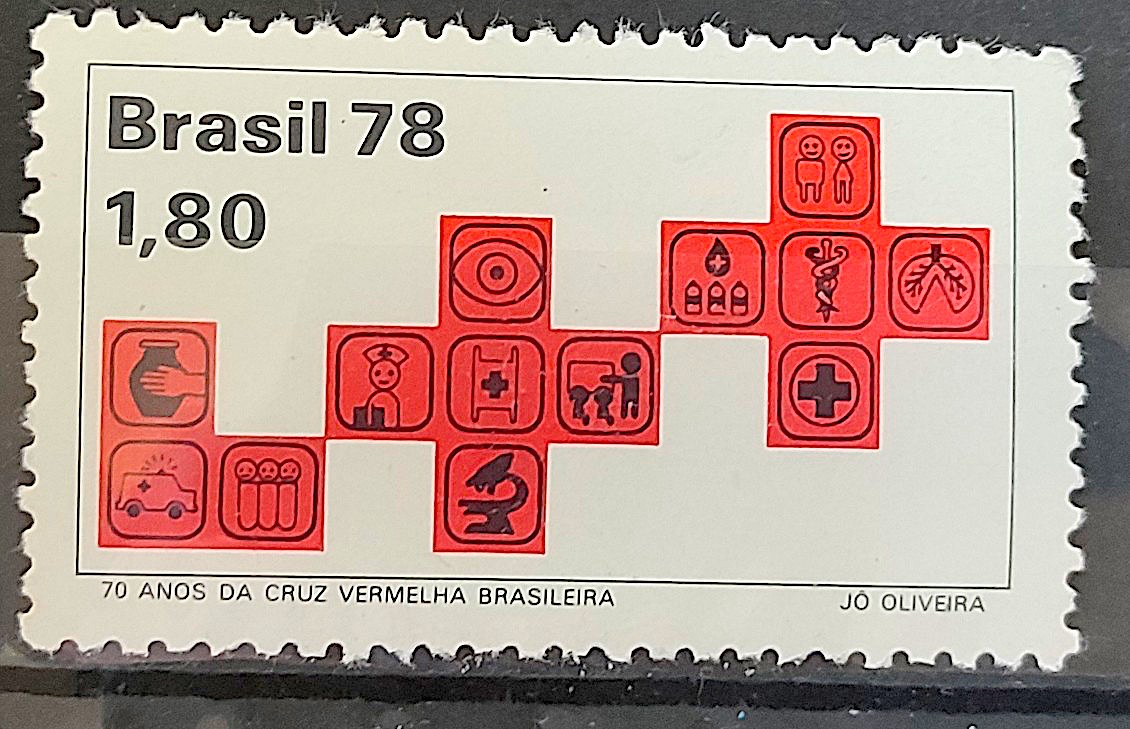 Brasil 78
1,80
70 ANOS DA CRUZ VERMELHA BRASILEIRA
JÔ OLIVEIRA